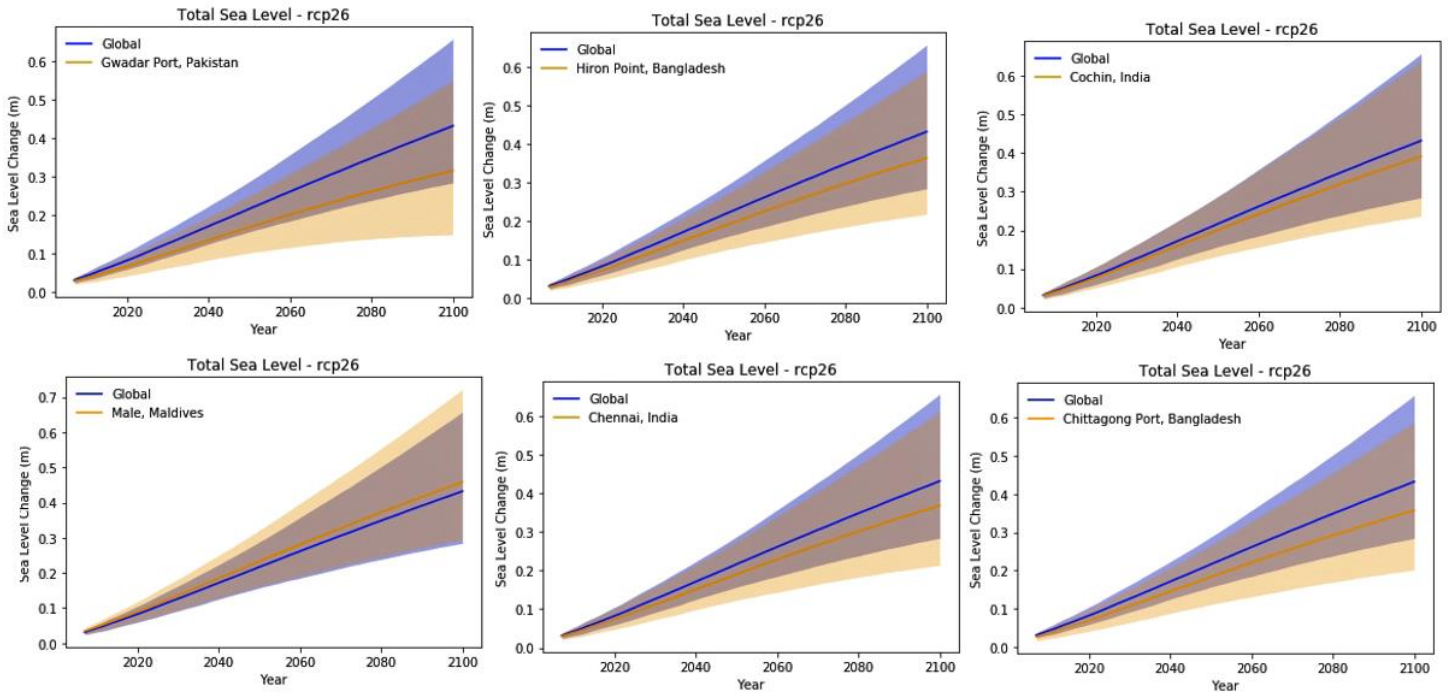 Total Sea Level - rcp26
Global
Gwadar Port, Pakistan
Sea Level Change (m)
0.6
0.5
0.4
0.3
0.2
0.1
0.0
2020 2040 2060 2080 2100
Year
Total Sea Level - rcp26
Global
Hiron Point, Bangladesh
Sea Level Change (m)
0.6
0.5
0.4
0.3
0.2
0.1
0.0
2020 2040 2060 2080 2100
Year
Total Sea Level - rcp26
Global
Cochin, India
Sea Level Change (m)
0.6
0.5
0.4
0.3
0.2
0.1
0.0
2020 2040 2060 2080 2100
Year
Total Sea Level - rcp26
Global
Male, Maldives
Sea Level Change (m)
0.7
0.6
0.5
0.4
0.3
0.2
0.1
0.0
2020 2040 2060 2080 2100
Year
Total Sea Level - rcp26
Global
Chennai, India
Sea Level Change (m)
0.6
0.5
0.4
0.3
0.2
0.1
0.0
2020 2040 2060 2080 2100
Year
Total Sea Level - rcp26
Global
Chittagong Port, Bangladesh
Sea Level Change (m)
0.6
0.5
0.4
0.3
0.2
0.1
0.0
2020 2040 2060 2080 2100
Year